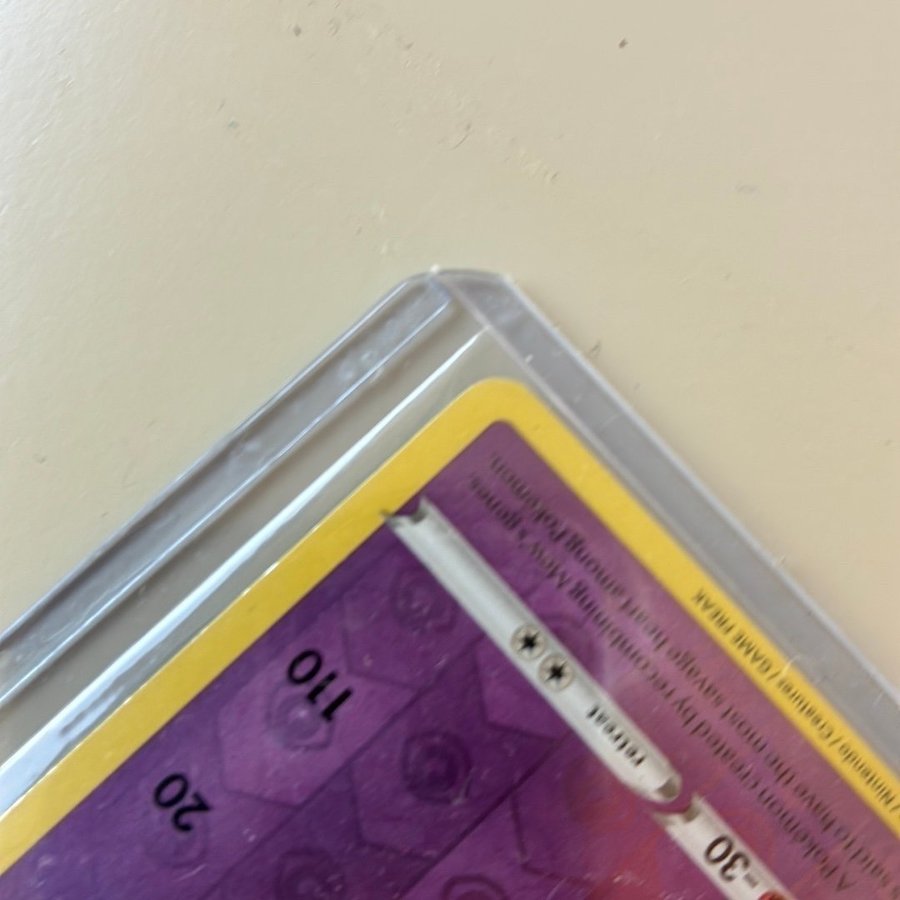 20
110
-30
retreat
A Pokémon created by recombining Mew's genes.
said to have the most savage heart among Pokémon.
/ Nintendo / Creatures / GAME FREAK